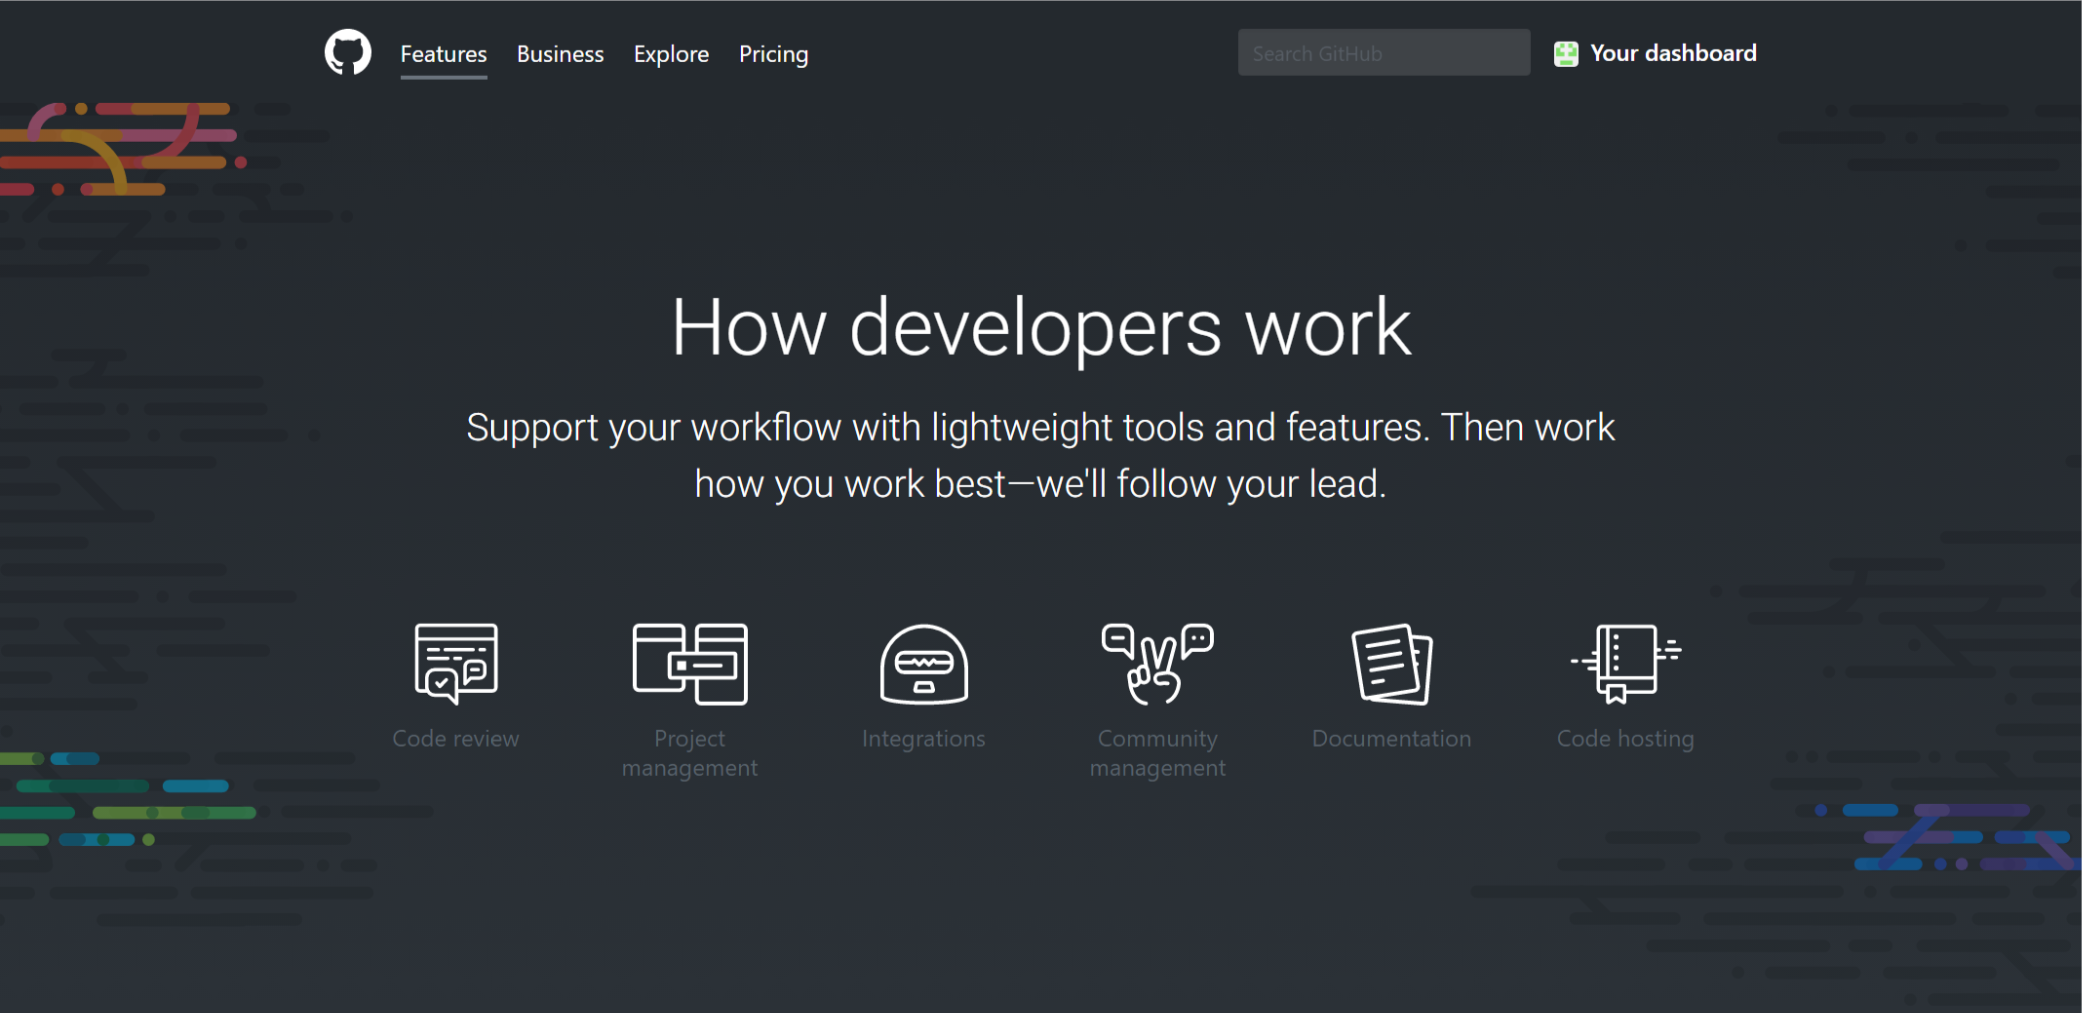 Features Business Explore Pricing Search GitHub Your dashboard
How developers work
Support your workflow with lightweight tools and features. Then work
how you work best—we'll follow your lead.
Code review
Project
management
Integrations
Community
management
Documentation
Code hosting